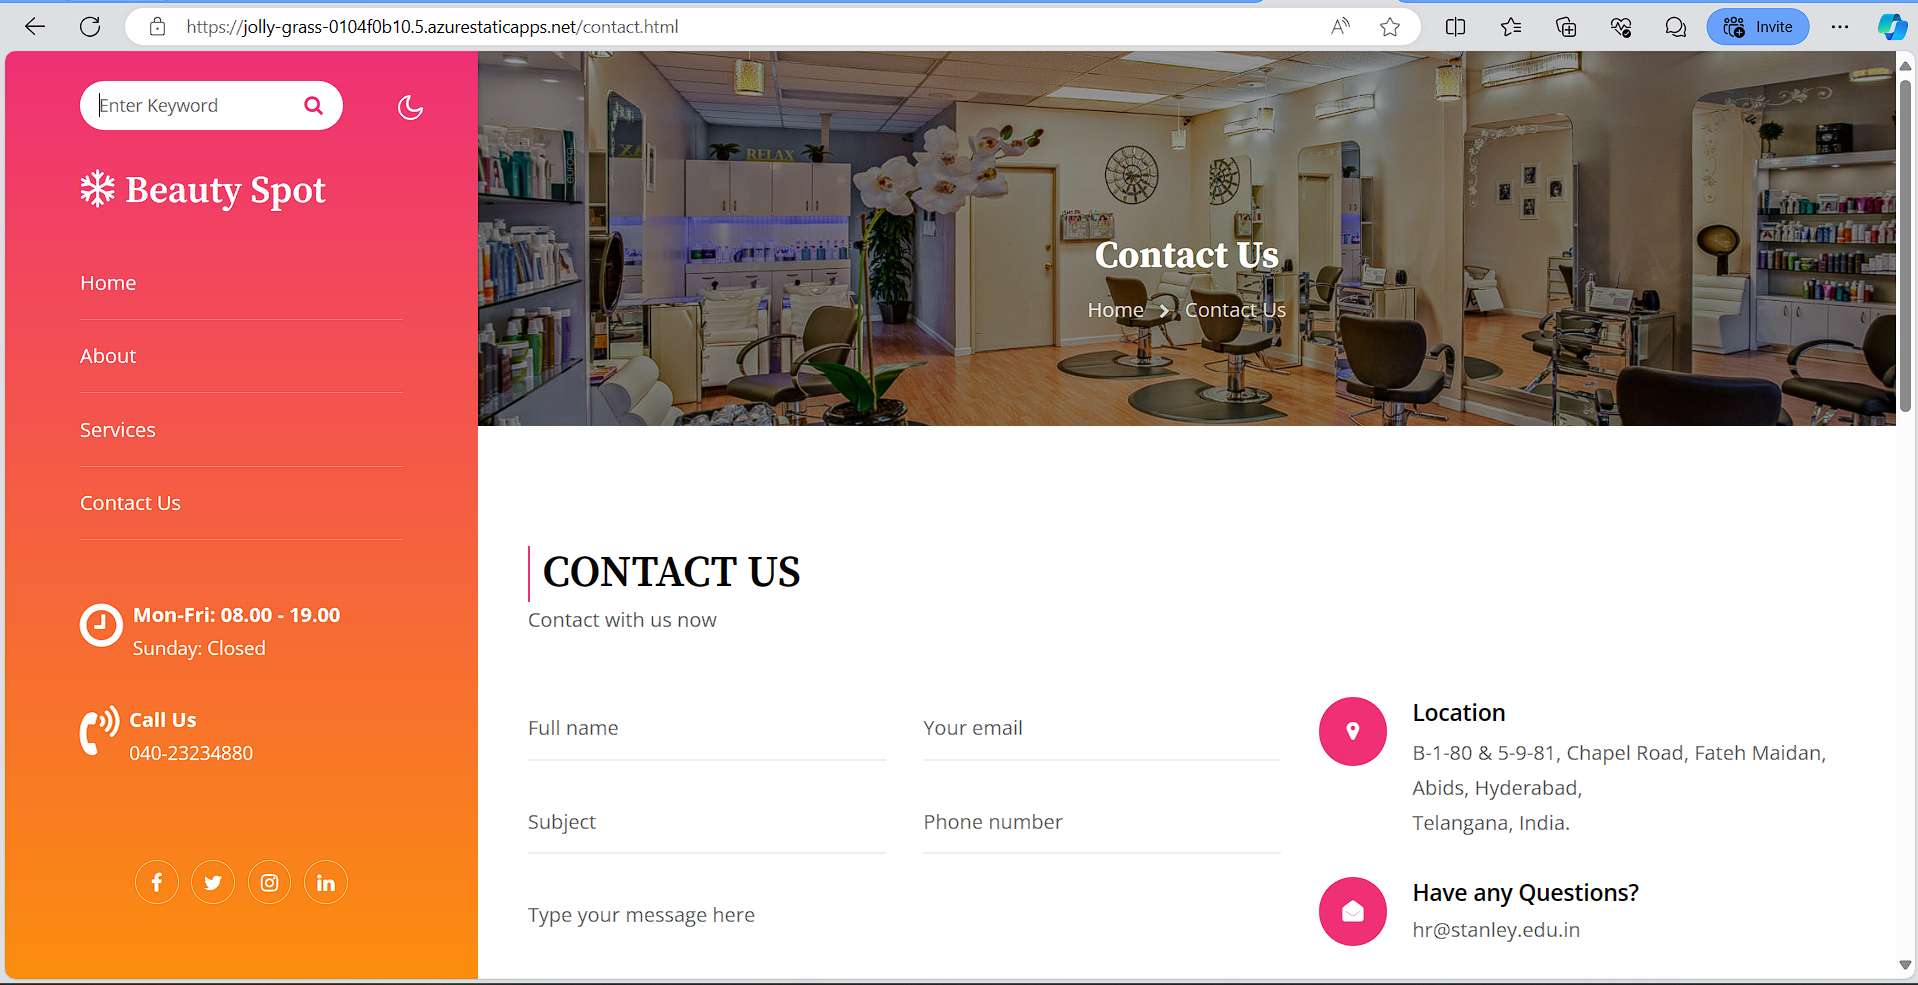 https://jolly-grass-0104f0b10.5.azurestaticapps.net/contact.html
Invite
Enter Keyword
Beauty Spot
Home
About
Services
Contact Us
Mon-Fri: 08.00 - 19.00
Sunday: Closed
Call Us
040-23234880
RELAX
Contact Us
Home
Contact Us
CONTACT US
Contact with us now
Full name
Your email
Subject
Phone number
Type your message here
Location
B-1-80 & 5-9-81, Chapel Road, Fateh Maidan,
Abids, Hyderabad,
Telangana, India.
Have any Questions?
hr@stanley.edu.in